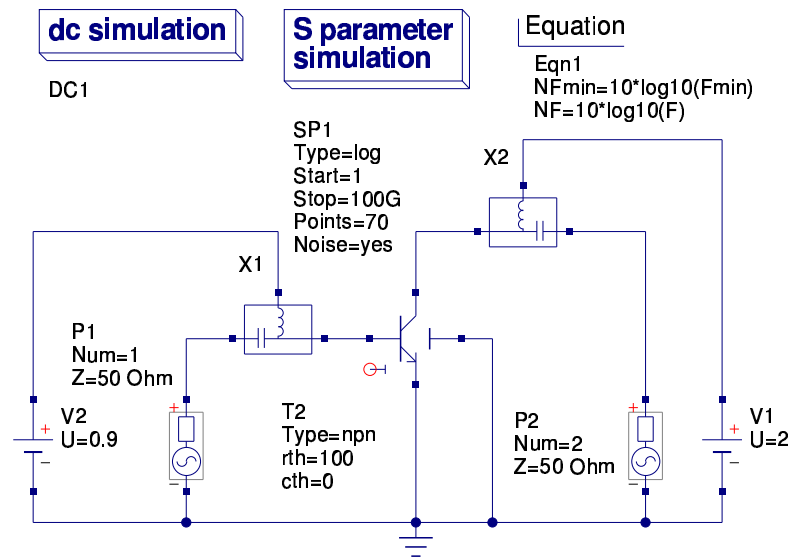 dc simulation
DC1
S parameter
simulation
SP1
Type=log
Start=1
Stop=100G
Points=70
Noise=yes
Equation
Eqn1
NFmin=10*log10(Fmin)
NF=10*log10(F)
X2
X1
P1
Num=1
Z=50 Ohm
V2
U=0.9
T2
Type=npn
rth=100
cth=0
P2
Num=2
Z=50 Ohm
V1
U=2